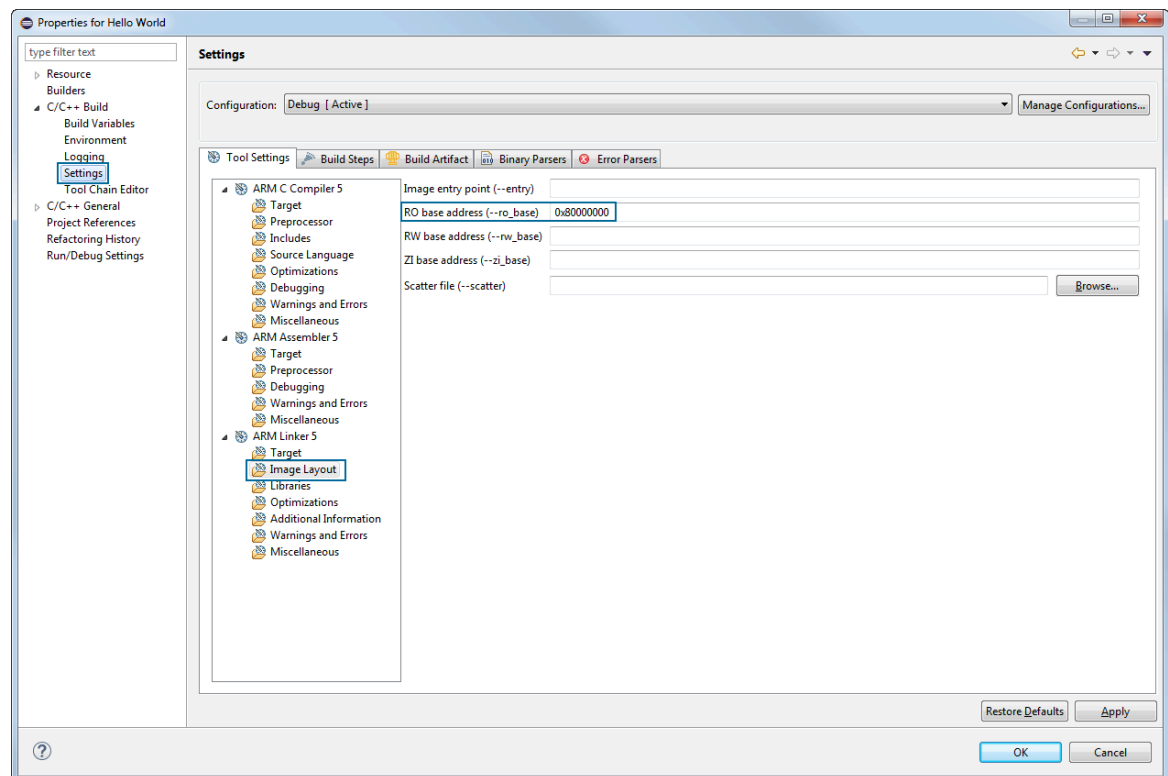 Properties for Hello World
type filter text
Resource
Builders
C/C++ Build
Build Variables
Environment
Logging
Settings
Tool Chain Editor
C/C++ General
Project References
Refactoring History
Run/Debug Settings
Settings
Configuration: Debug [ Active ] Manage Configurations...
Tool Settings Build Steps Build Artifact Binary Parsers Error Parsers
ARM C Compiler 5
Target
Preprocessor
Includes
Source Language
Optimizations
Debugging
Warnings and Errors
Miscellaneous
ARM Assembler 5
Target
Preprocessor
Debugging
Warnings and Errors
Miscellaneous
ARM Linker 5
Target
Image Layout
Libraries
Optimizations
Additional Information
Warnings and Errors
Miscellaneous
Image entry point (--entry)
RO base address (--ro_base) 0x80000000
RW base address (--rw_base)
ZI base address (--zi_base)
Scatter file (--scatter) Browse...
Restore Defaults Apply
? OK Cancel